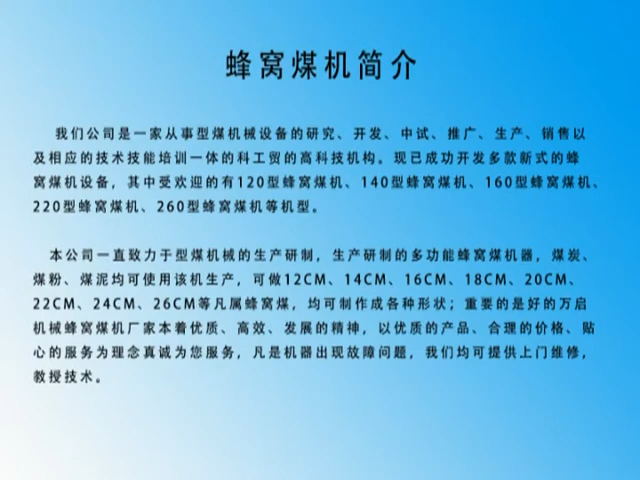 蜂窝煤机简介
我们公司是一家从事型煤机械设备的研究、开发、中试、推广、生产、销售以
及相应的技术技能培训一体的科工贸的高科技机构。现已成功开发多款新式的蜂
窝煤机设备，其中受欢迎的有120型蜂窝煤机、140型蜂窝煤机、160型蜂窝煤机、
220型蜂窝煤机、260型蜂窝煤机等机型。
本公司一直致力于型煤机械的生产研制，生产研制的多功能蜂窝煤机器，煤炭、
煤粉、煤泥均可使用该机生产，可做12CM、14CM、16CM、18CM、20CM、
22CM、24CM、26CM等凡属蜂窝煤，均可制作成各种形状；重要的是好的万启
机械蜂窝煤机厂家本着优质、高效、发展的精神，以优质的产品、合理的价格、贴
心的服务为理念真诚为您服务，凡是机器出现故障问题，我们均可提供上门维修，
教授技术。